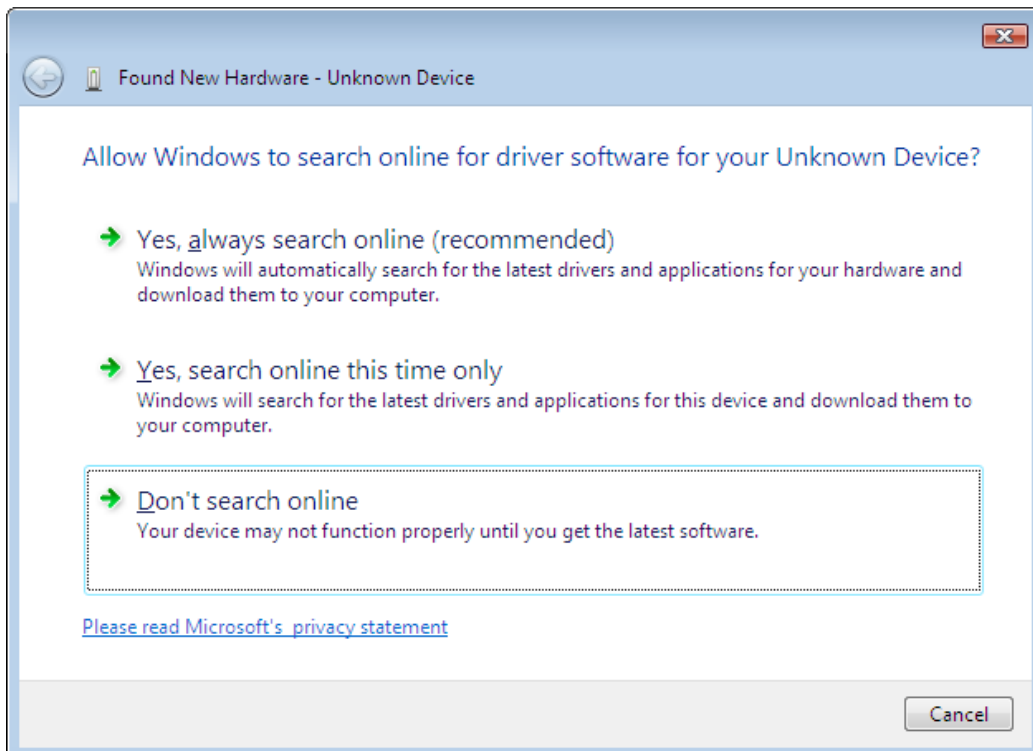 Found New Hardware - Unknown Device
Allow Windows to search online for driver software for your Unknown Device?
Yes, always search online (recommended)
Windows will automatically search for the latest drivers and applications for your hardware and
download them to your computer.
Yes, search online this time only
Windows will search for the latest drivers and applications for this device and download them to
your computer.
Don't search online
Your device may not function properly until you get the latest software.
Please read Microsoft's privacy statement
Cancel